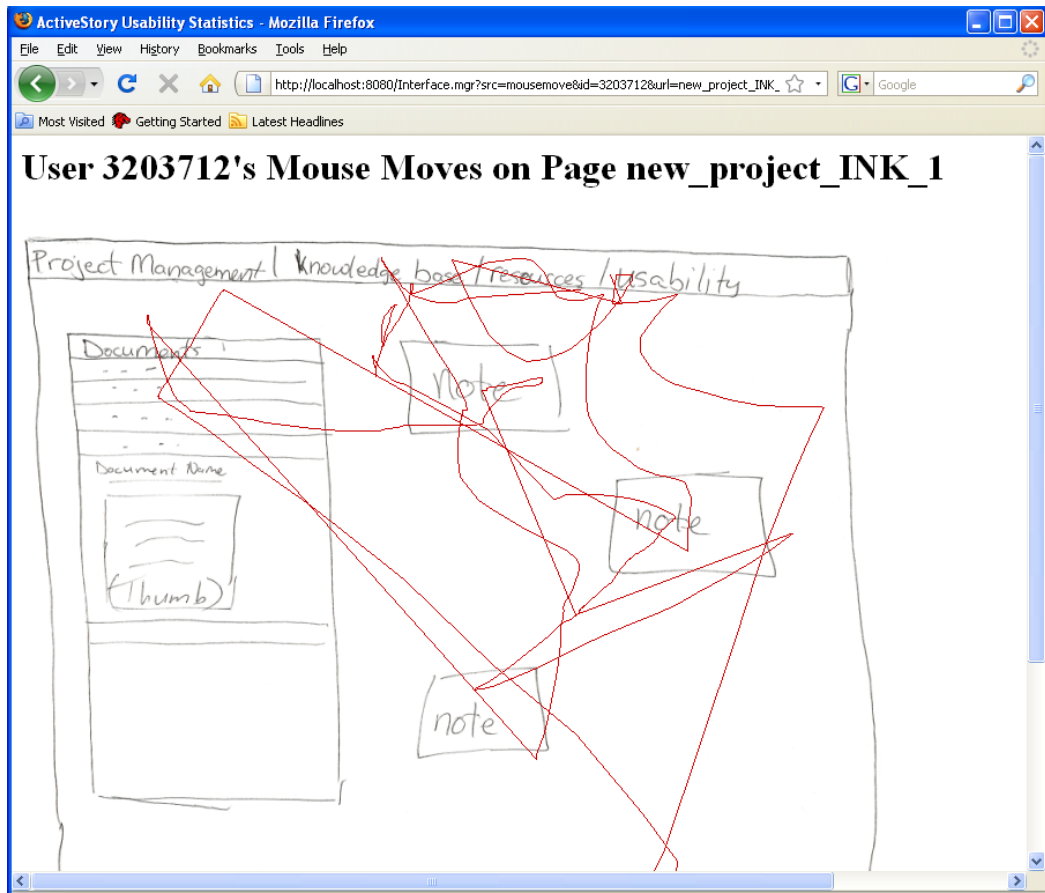 ActiveStory Usability Statistics - Mozilla Firefox
File Edit View History Bookmarks Tools Help
http://localhost:8080/Interface.mgr?src=mousemove&id=3203712&url=new_project_INK_ G Google
Most Visited Getting Started Latest Headlines
User 3203712's Mouse Moves on Page new_project_INK_1
Project Management | Knowledge base / resources / usability
Documents
note
Document Name
note
(Thumb)
note